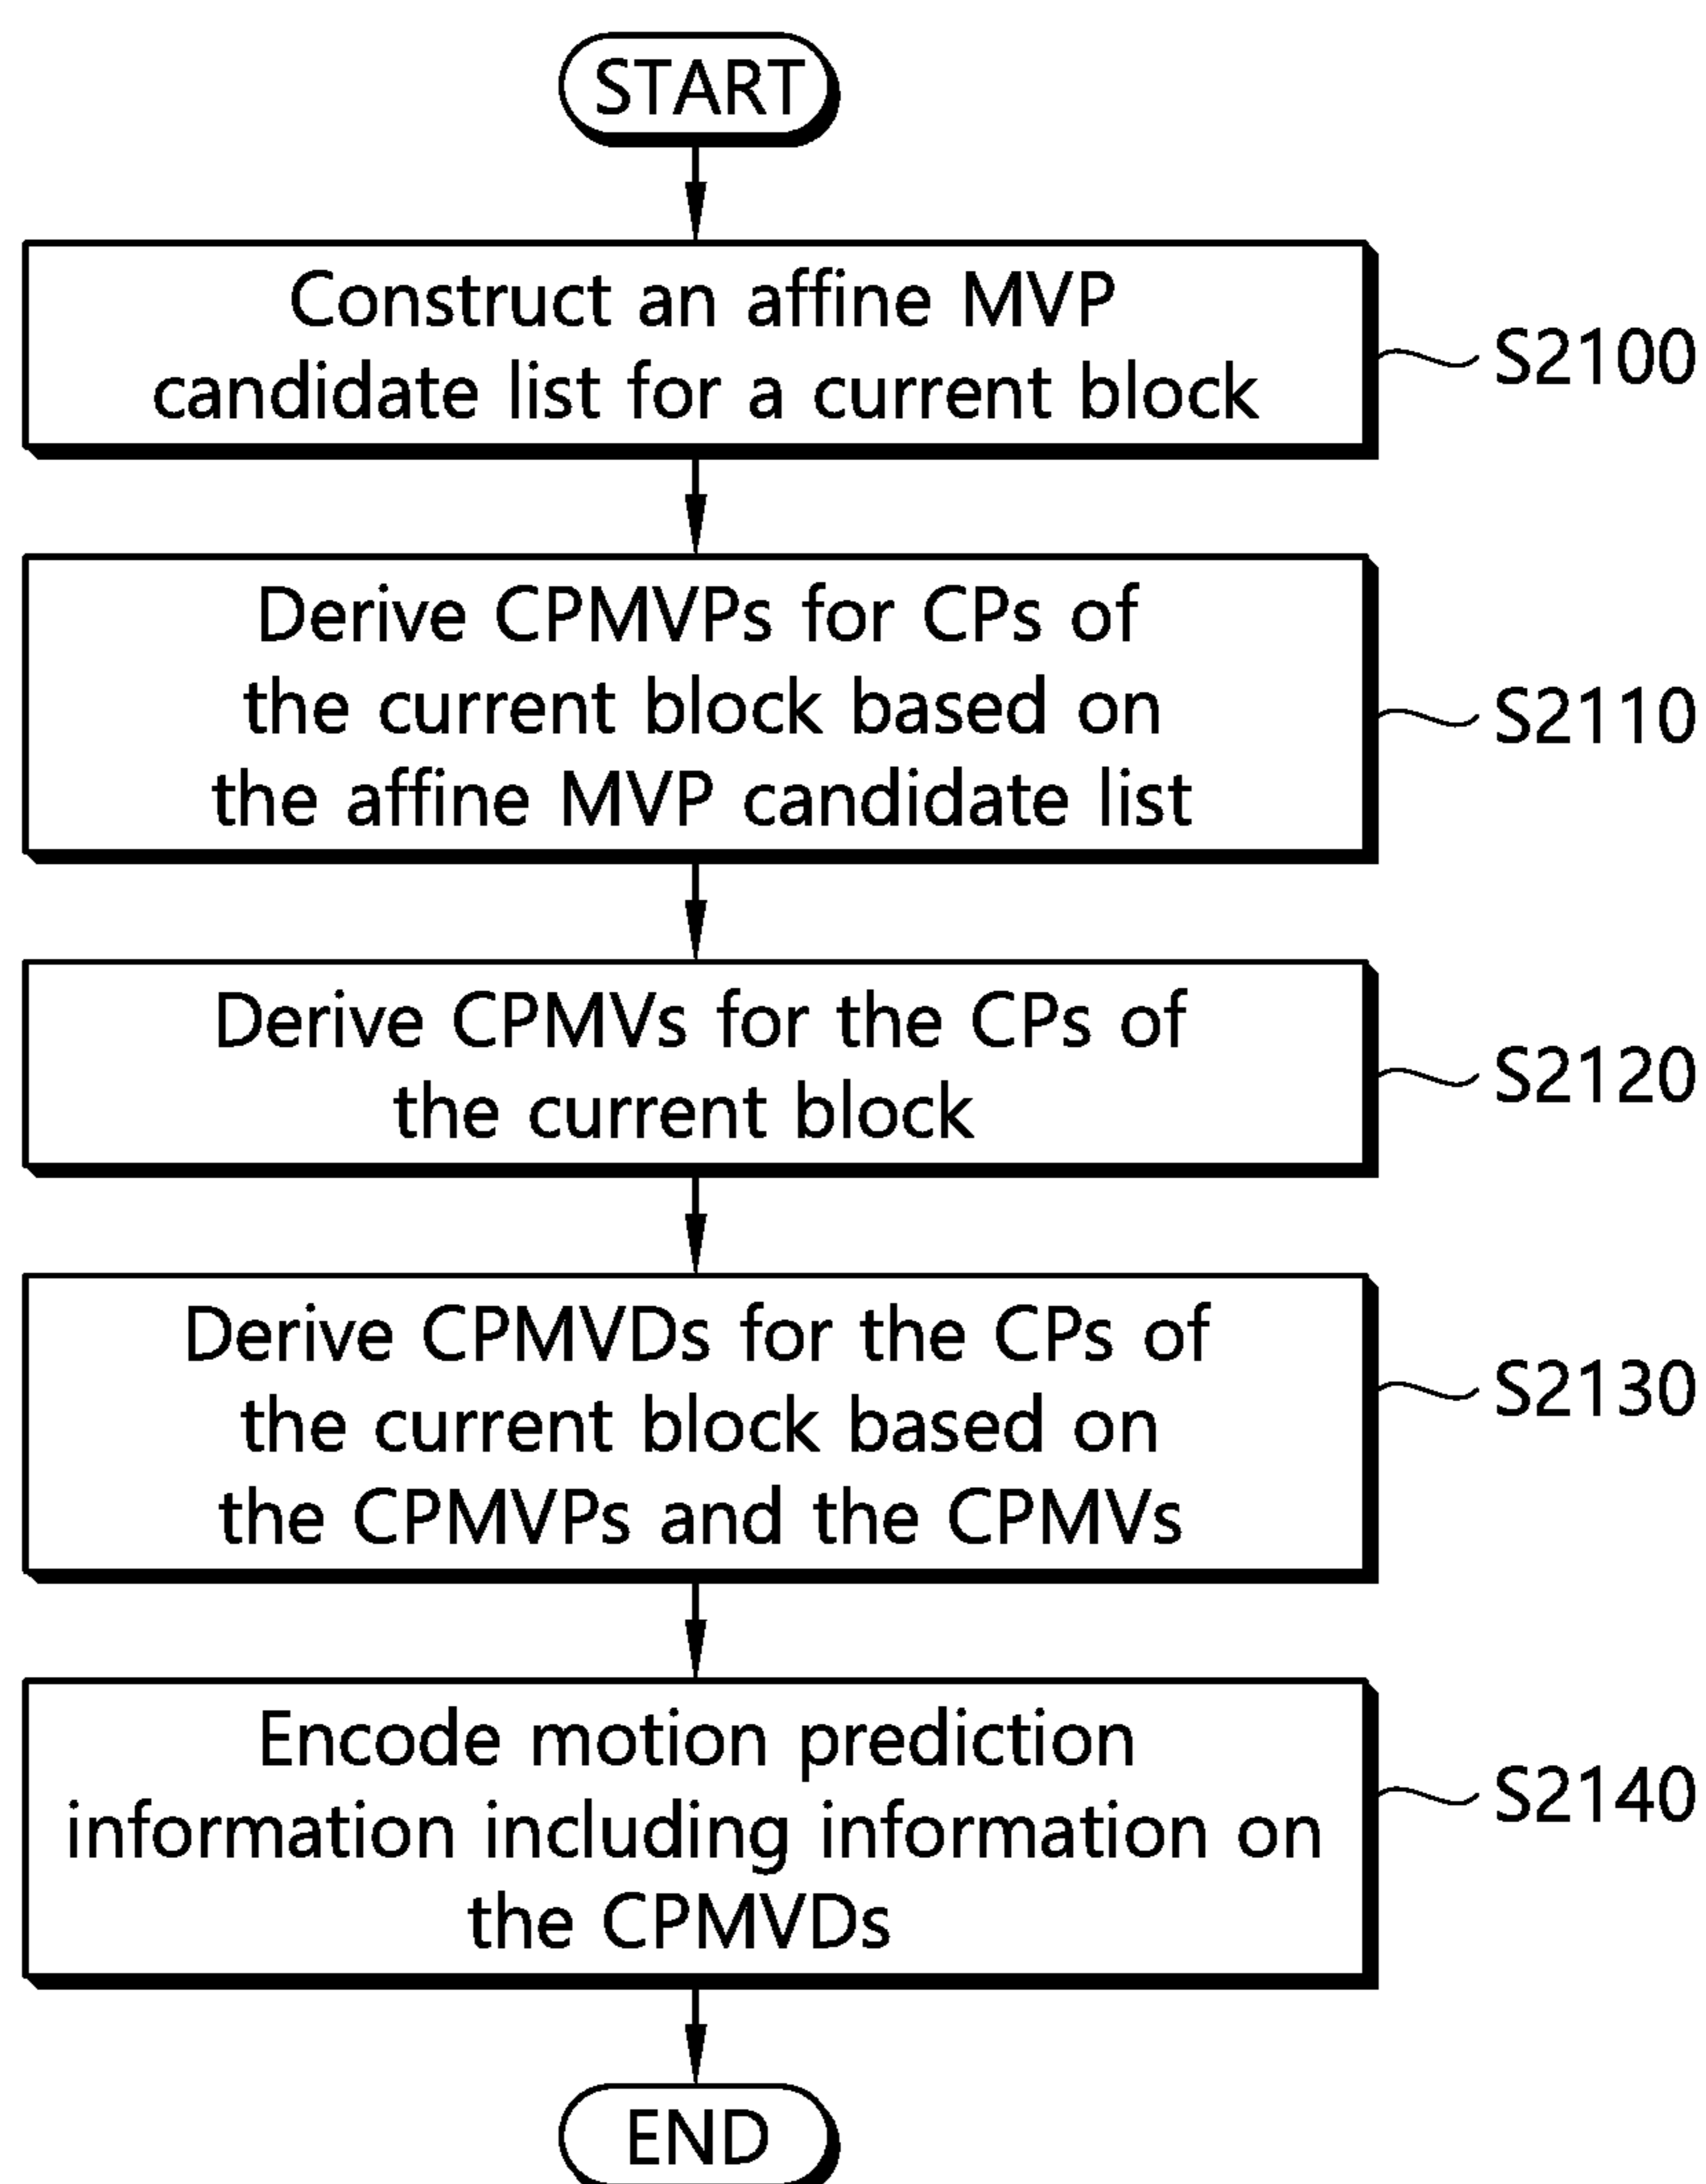 START
Construct an affine MVP
candidate list for a current block
S2100
Derive CPMVPs for CPs of
the current block based on
the affine MVP candidate list
S2110
Derive CPMVs for the CPs of
the current block
S2120
Derive CPMVDs for the CPs of
the current block based on
the CPMVPs and the CPMVs
S2130
Encode motion prediction
information including information on
the CPMVDs
S2140
END